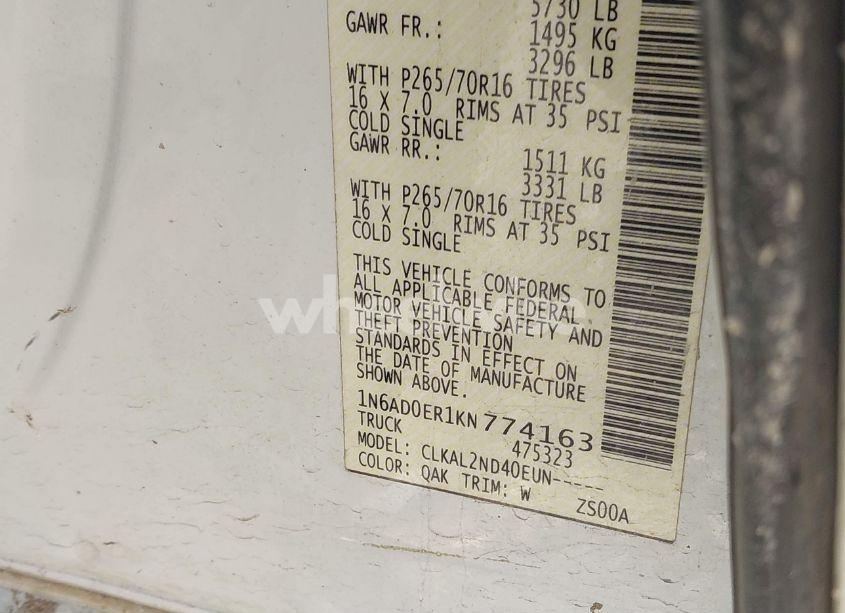 5730 LB
GAWR FR.: 1495 KG
3296 LB
WITH P265/70R16 TIRES
16 X 7.0 RIMS AT 35 PSI
COLD SINGLE
GAWR RR.: 1511 KG
3331 LB
WITH P265/70R16 TIRES
16 X 7.0 RIMS AT 35 PSI
COLD SINGLE
THIS VEHICLE CONFORMS TO
ALL APPLICABLE FEDERAL
MOTOR VEHICLE SAFETY AND
THEFT PREVENTION
STANDARDS IN EFFECT ON
THE DATE OF MANUFACTURE
SHOWN ABOVE.
1N6AD0ER1KN774163
TRUCK 475323
MODEL: CLKAL2ND40EUN-----
COLOR: QAK TRIM: W ZS00A